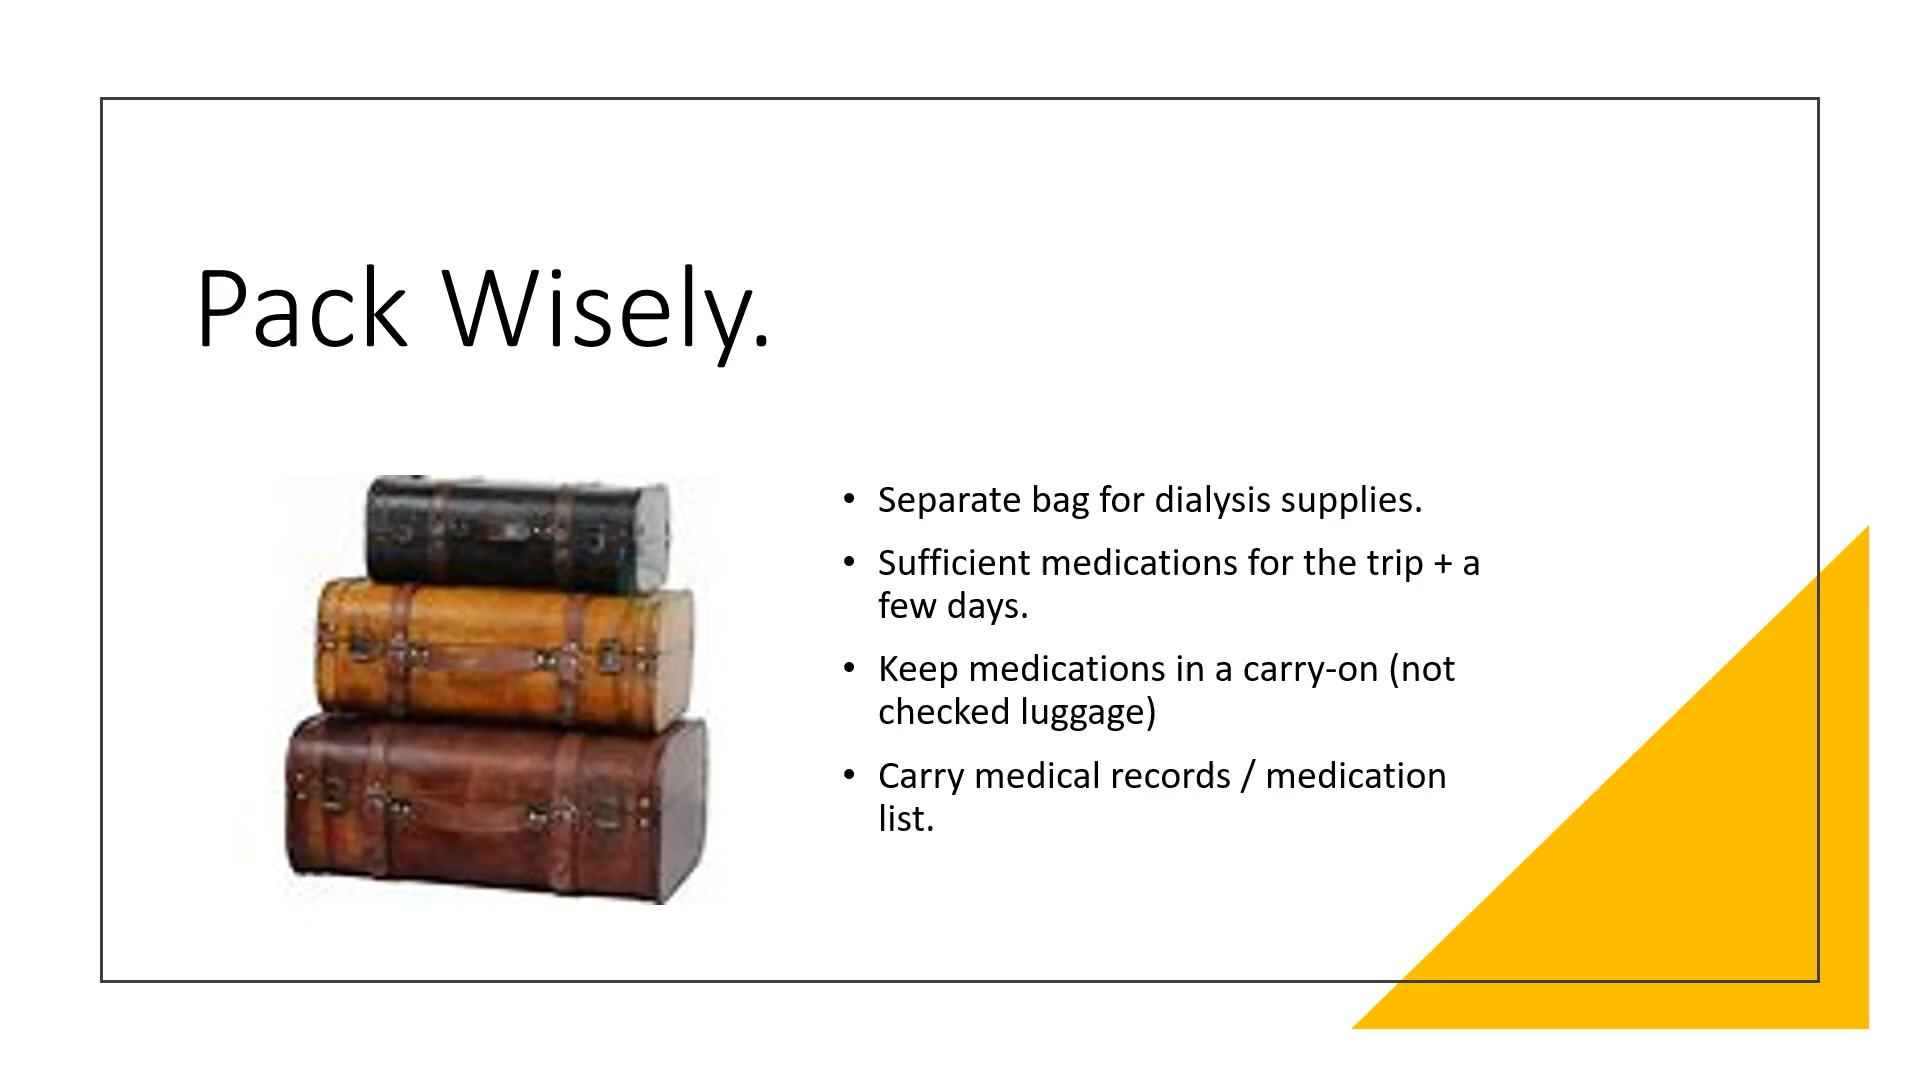 Pack Wisely.
• Separate bag for dialysis supplies.
• Sufficient medications for the trip + a
few days.
• Keep medications in a carry-on (not
checked luggage)
• Carry medical records / medication
list.